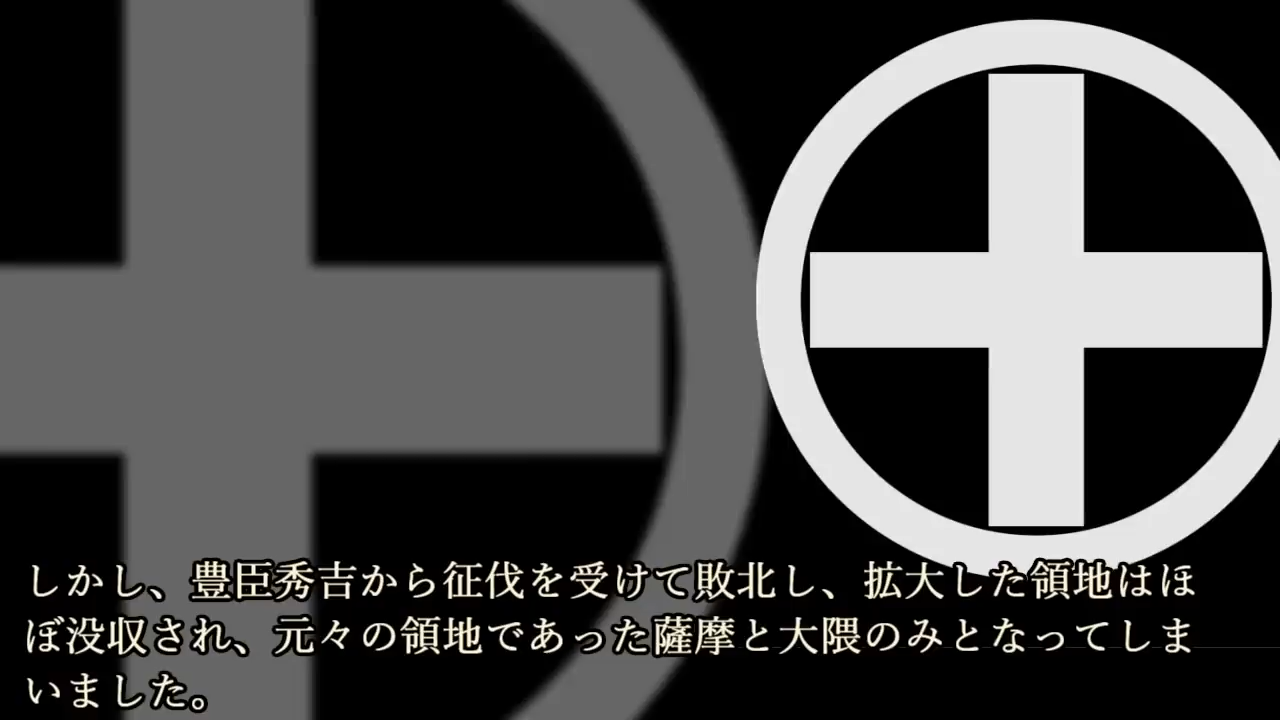 しかし、豊臣秀吉から征伐を受けて敗北し、拡大した領地はほ
ぼ没収され、元々の領地であった薩摩と大隈のみとなってしま
いました。